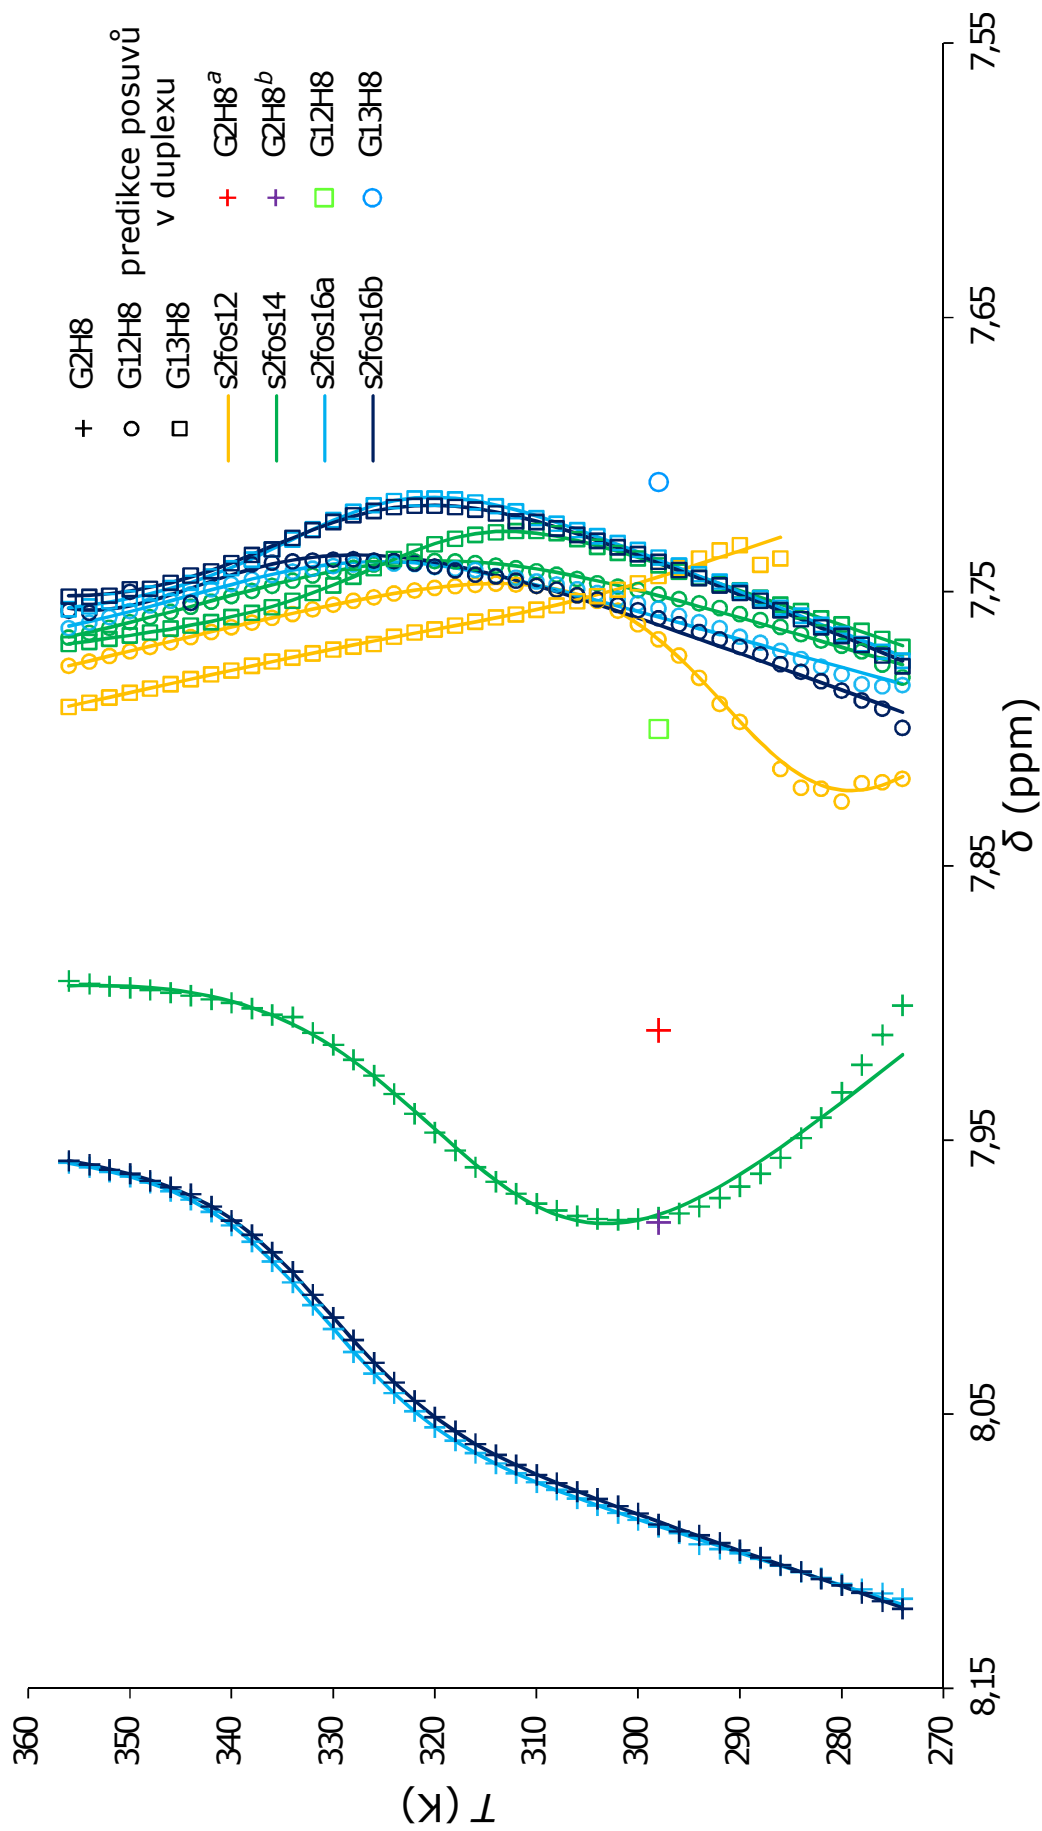 G2H8
G12H8
G13H8
predikce posuvů
v duplexu
s2fos12
s2fos14
s2fos16a
s2fos16b
G2H8a
G2H8b
G12H8
G13H8
360
350
340
330
320
310
300
290
280
270
T (K)
8,15
8,05
7,95
7,85
7,75
7,65
7,55
δ (ppm)